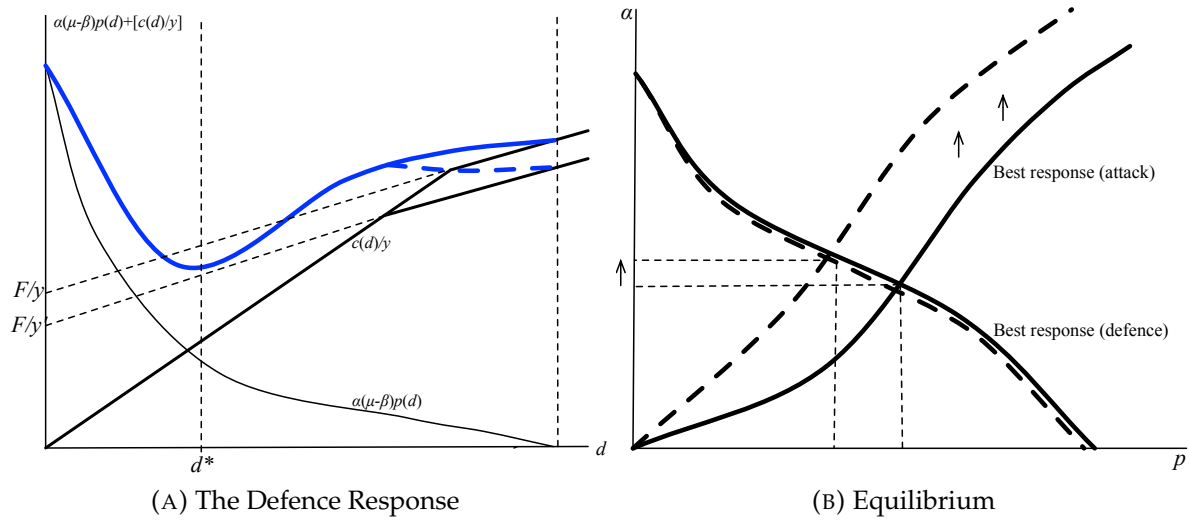 α(μ-β)p(d)+[c(d)/y]
F/y
F/y'
c(d)/y
α(μ-β)p(d)
d
d*
(A) The Defence Response
α
Best response (attack)
Best response (defence)
p
(B) Equilibrium